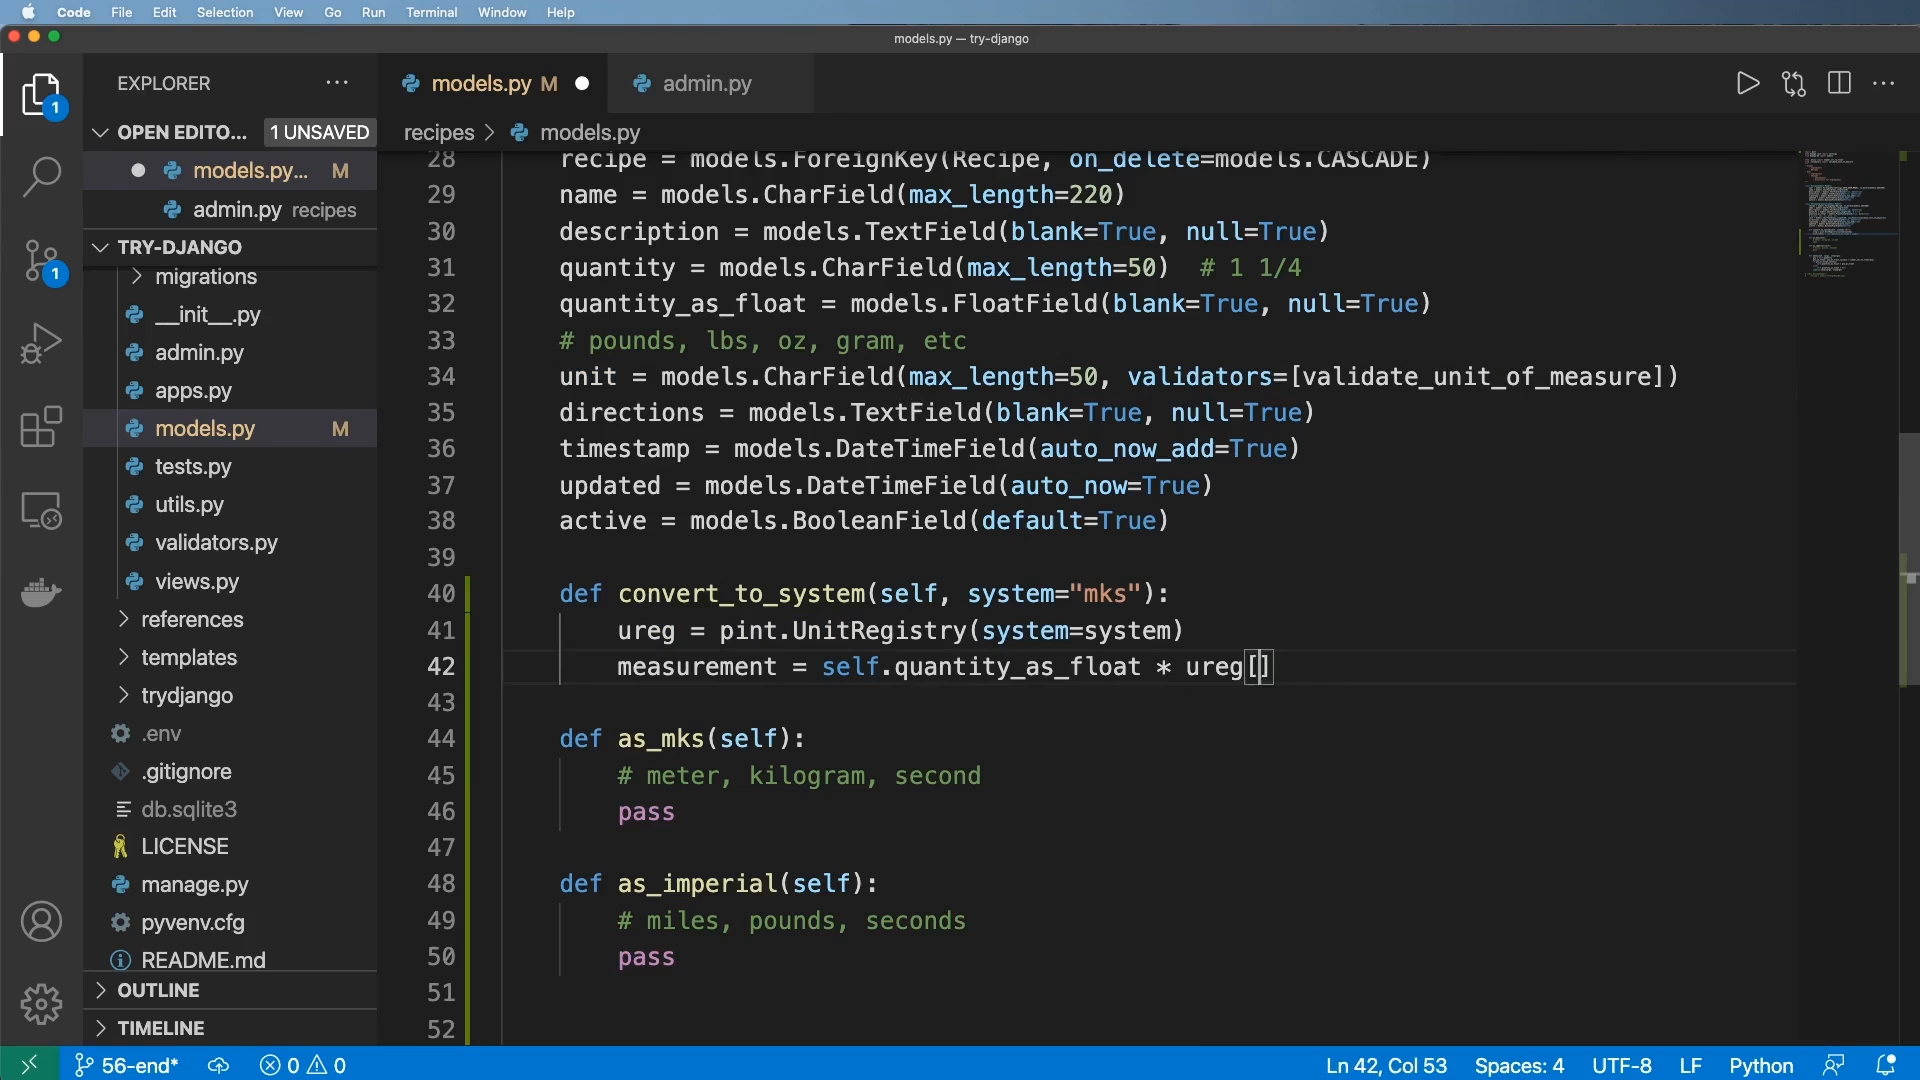 Code File Edit Selection View Go Run Terminal Window Help
models.py — try-django
EXPLORER
models.py M
admin.py
OPEN EDITO... 1 UNSAVED
recipes > models.py
models.py... M
admin.py recipes
TRY-DJANGO
migrations
__init__.py
admin.py
apps.py
models.py M
tests.py
utils.py
validators.py
views.py
references
templates
trydjango
.env
.gitignore
db.sqlite3
LICENSE
manage.py
pyvenv.cfg
README.md
OUTLINE
TIMELINE
28 recipe = models.ForeignKey(Recipe, on_delete=models.CASCADE)
29 name = models.CharField(max_length=220)
30 description = models.TextField(blank=True, null=True)
31 quantity = models.CharField(max_length=50) # 1 1/4
32 quantity_as_float = models.FloatField(blank=True, null=True)
33 # pounds, lbs, oz, gram, etc
34 unit = models.CharField(max_length=50, validators=[validate_unit_of_measure])
35 directions = models.TextField(blank=True, null=True)
36 timestamp = models.DateTimeField(auto_now_add=True)
37 updated = models.DateTimeField(auto_now=True)
38 active = models.BooleanField(default=True)
39
40 def convert_to_system(self, system="mks"):
41 ureg = pint.UnitRegistry(system=system)
42 measurement = self.quantity_as_float * ureg[]
43
44 def as_mks(self):
45 # meter, kilogram, second
46 pass
47
48 def as_imperial(self):
49 # miles, pounds, seconds
50 pass
51
52
1
1
56-end* 0 0 Ln 42, Col 53 Spaces: 4 UTF-8 LF Python